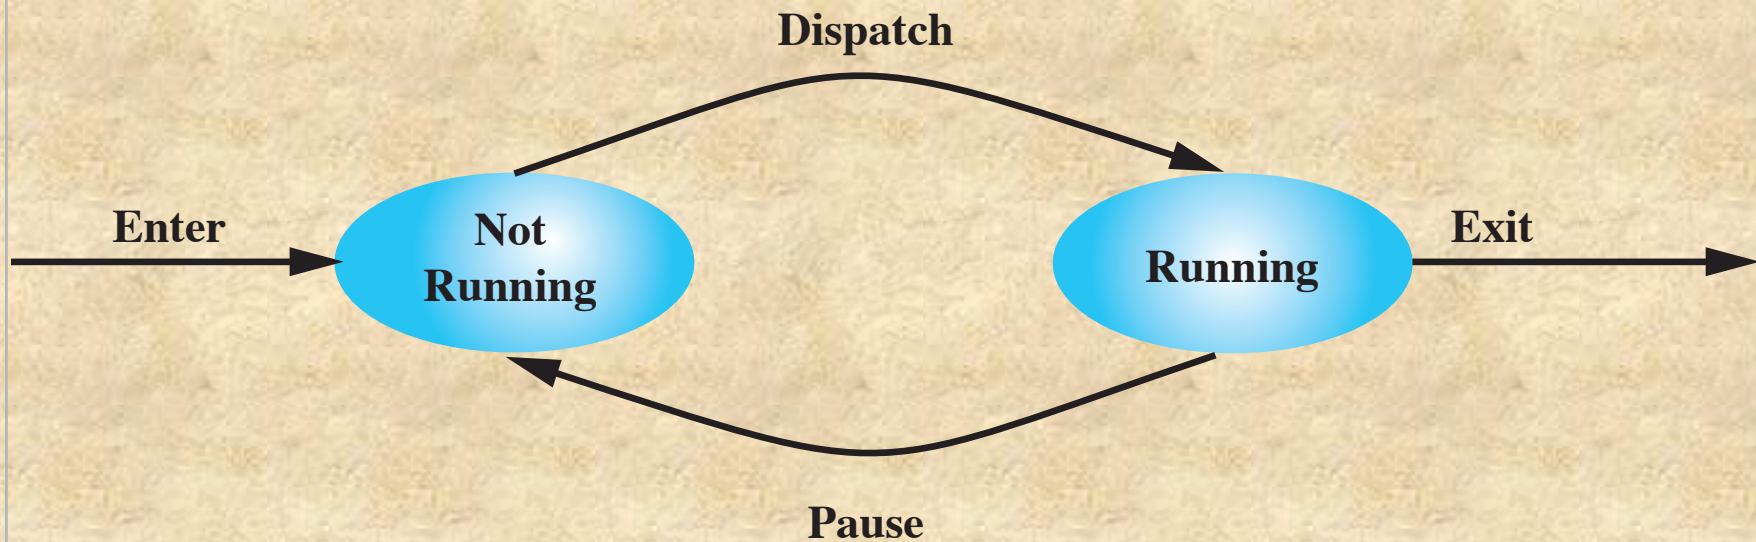 Dispatch
Enter
Not
Running
Running
Exit
Pause